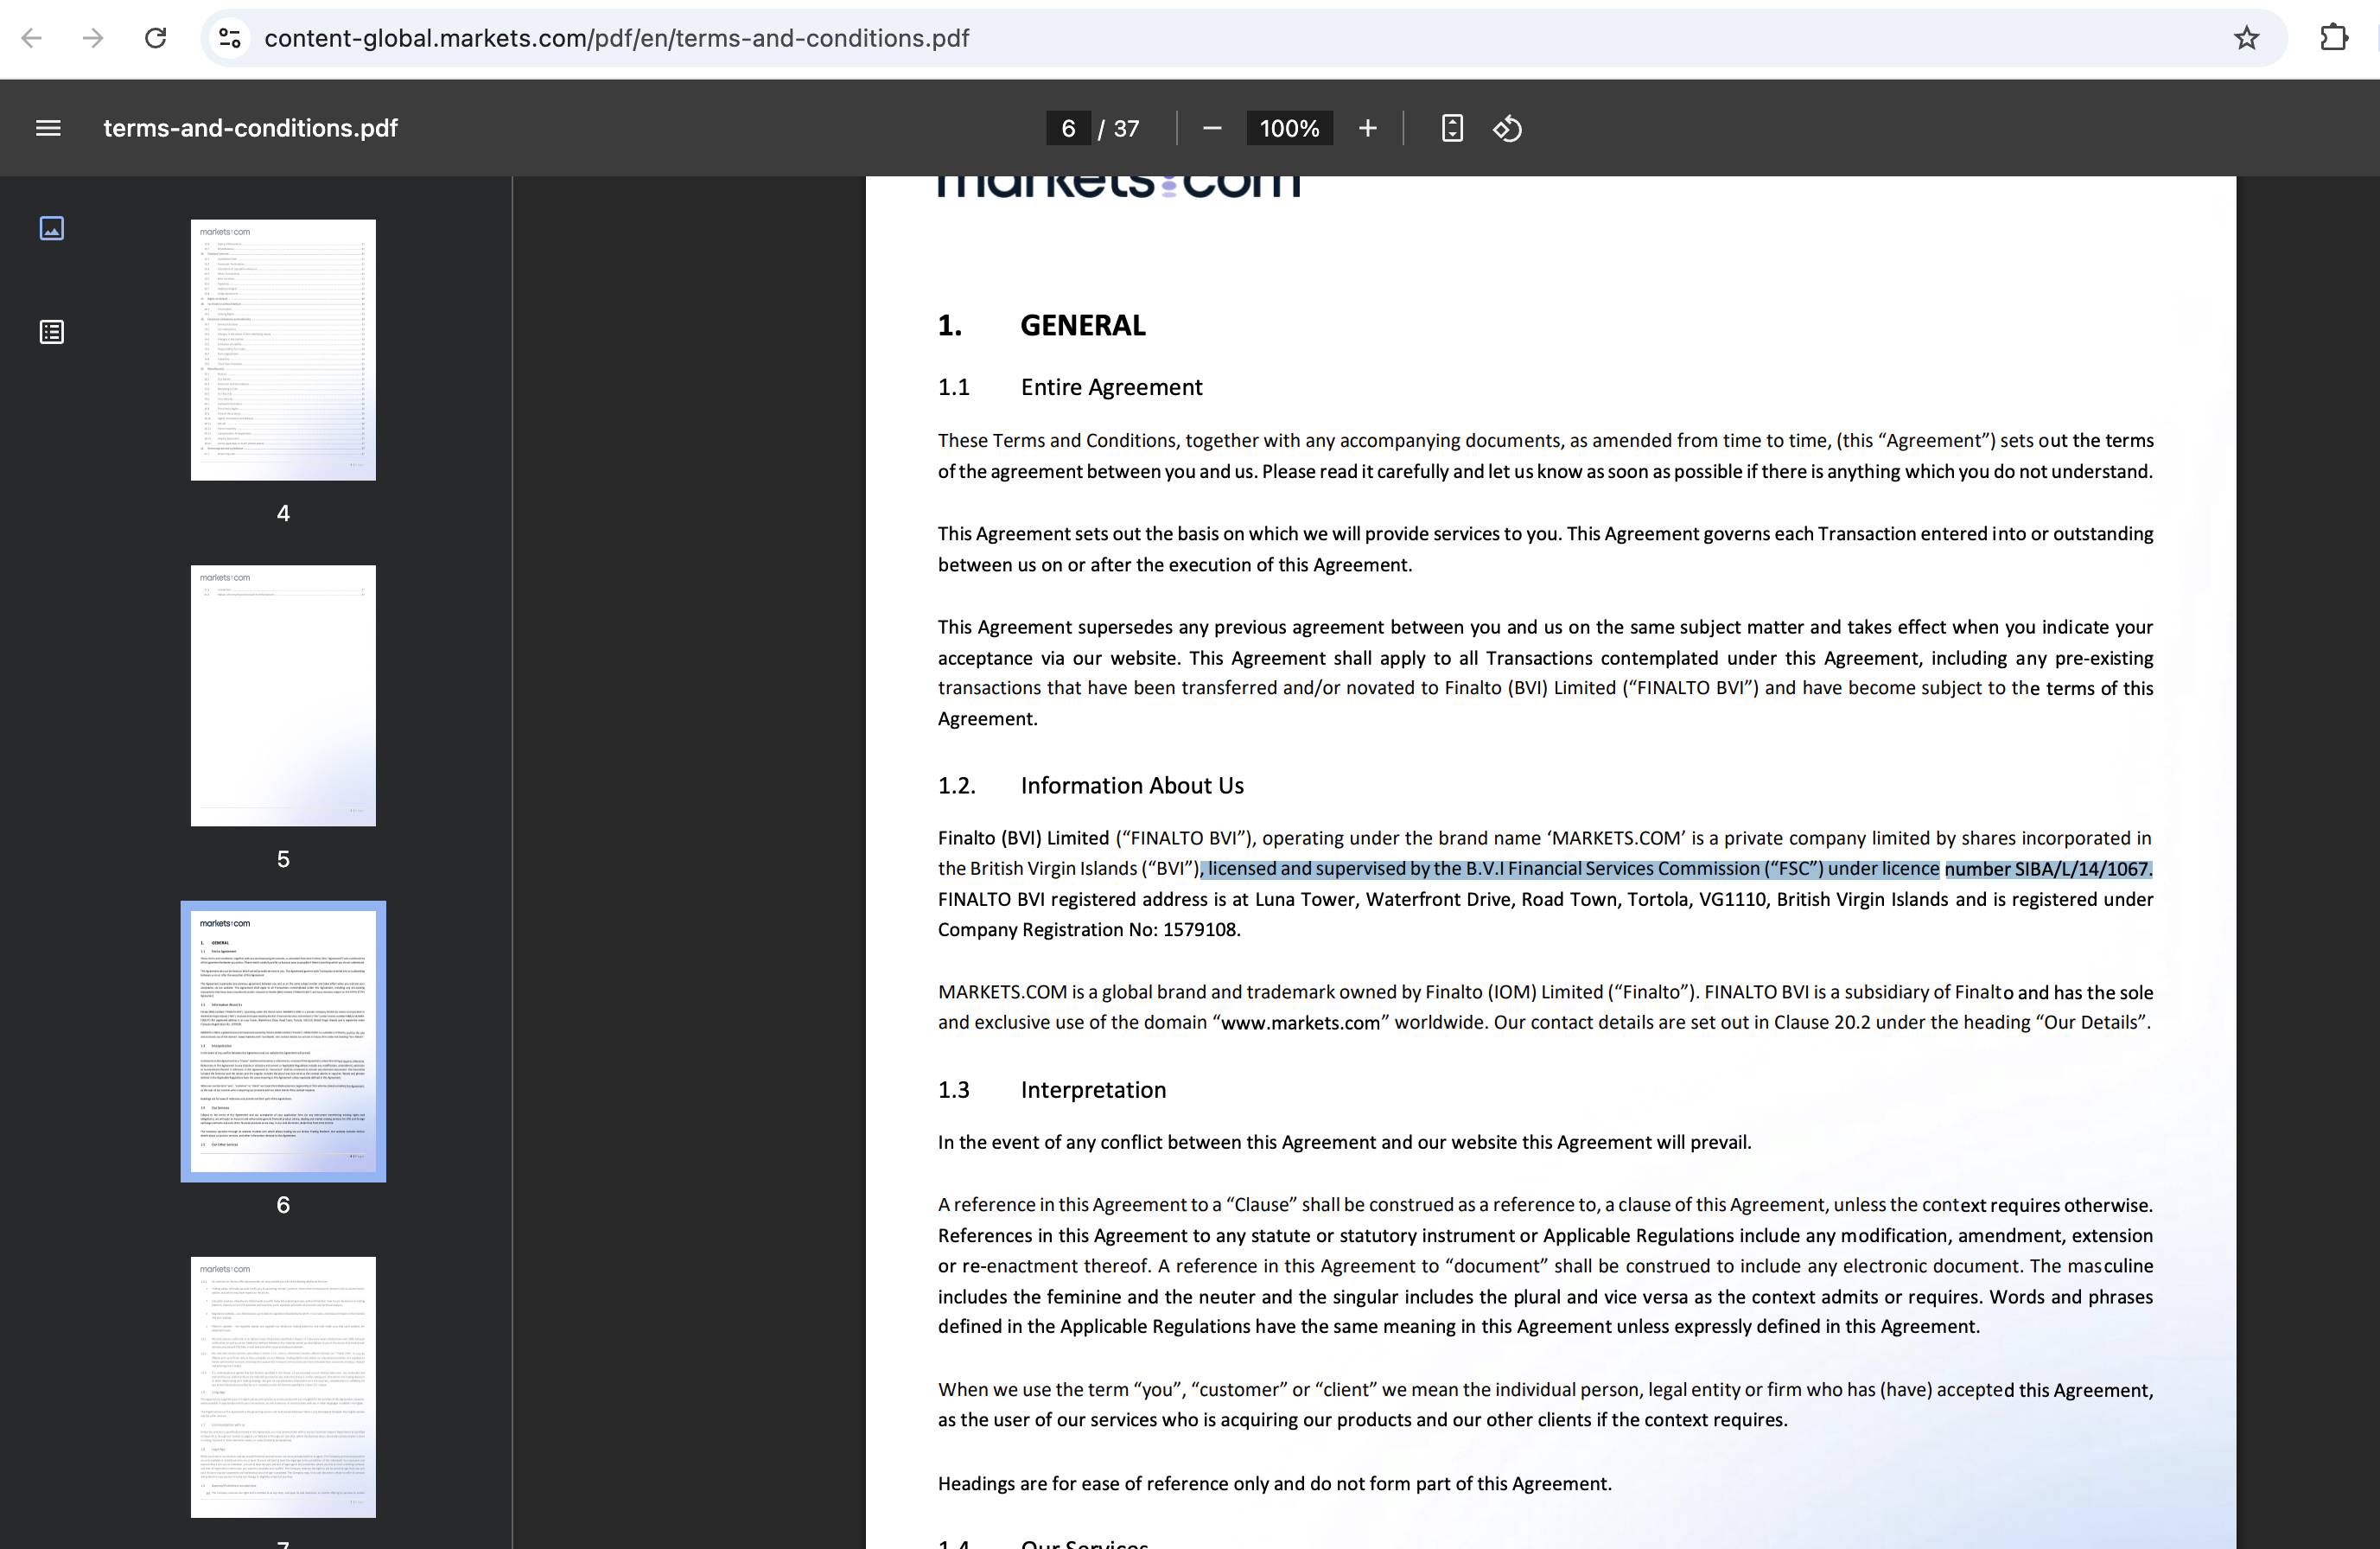 content-global.markets.com/pdf/en/terms-and-conditions.pdf
terms-and-conditions.pdf
6 / 37
100%
markets:com
4
markets:com
5
markets:com
1. GENERAL
6
markets:com
7
markets:com
1. GENERAL
1.1 Entire Agreement
These Terms and Conditions, together with any accompanying documents, as amended from time to time, (this “Agreement”) sets out the terms
of the agreement between you and us. Please read it carefully and let us know as soon as possible if there is anything which you do not understand.
This Agreement sets out the basis on which we will provide services to you. This Agreement governs each Transaction entered into or outstanding
between us on or after the execution of this Agreement.
This Agreement supersedes any previous agreement between you and us on the same subject matter and takes effect when you indicate your
acceptance via our website. This Agreement shall apply to all Transactions contemplated under this Agreement, including any pre-existing
transactions that have been transferred and/or novated to Finalto (BVI) Limited (“FINALTO BVI”) and have become subject to the terms of this
Agreement.
1.2. Information About Us
Finalto (BVI) Limited (“FINALTO BVI”), operating under the brand name ‘MARKETS.COM’ is a private company limited by shares incorporated in
the British Virgin Islands (“BVI”), licensed and supervised by the B.V.I Financial Services Commission (“FSC”) under licence number SIBA/L/14/1067.
FINALTO BVI registered address is at Luna Tower, Waterfront Drive, Road Town, Tortola, VG1110, British Virgin Islands and is registered under
Company Registration No: 1579108.
MARKETS.COM is a global brand and trademark owned by Finalto (IOM) Limited (“Finalto”). FINALTO BVI is a subsidiary of Finalto and has the sole
and exclusive use of the domain “www.markets.com” worldwide. Our contact details are set out in Clause 20.2 under the heading “Our Details”.
1.3 Interpretation
In the event of any conflict between this Agreement and our website this Agreement will prevail.
A reference in this Agreement to a “Clause” shall be construed as a reference to, a clause of this Agreement, unless the context requires otherwise.
References in this Agreement to any statute or statutory instrument or Applicable Regulations include any modification, amendment, extension
or re-enactment thereof. A reference in this Agreement to “document” shall be construed to include any electronic document. The masculine
includes the feminine and the neuter and the singular includes the plural and vice versa as the context admits or requires. Words and phrases
defined in the Applicable Regulations have the same meaning in this Agreement unless expressly defined in this Agreement.
When we use the term “you”, “customer” or “client” we mean the individual person, legal entity or firm who has (have) accepted this Agreement,
as the user of our services who is acquiring our products and our other clients if the context requires.
Headings are for ease of reference only and do not form part of this Agreement.
1.4 Our Services